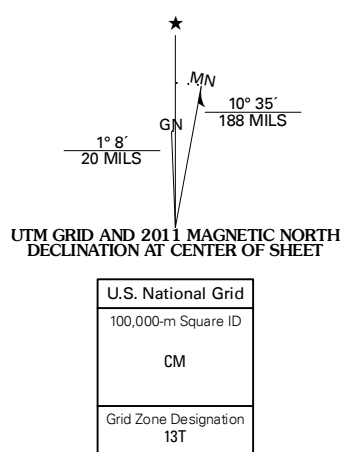 ★
MN
10° 35´
188 MILS
GN
1° 8´
20 MILS
UTM GRID AND 2011 MAGNETIC NORTH
DECLINATION AT CENTER OF SHEET
U.S. National Grid
100,000-m Square ID
CM
Grid Zone Designation
13T